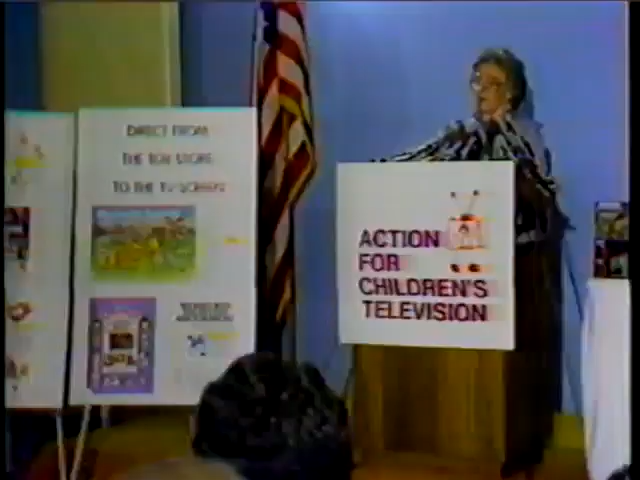 DIRECT FROM
THE TOY STORE
TO THE TV SCREEN
ACTION
FOR
CHILDREN'S
TELEVISION